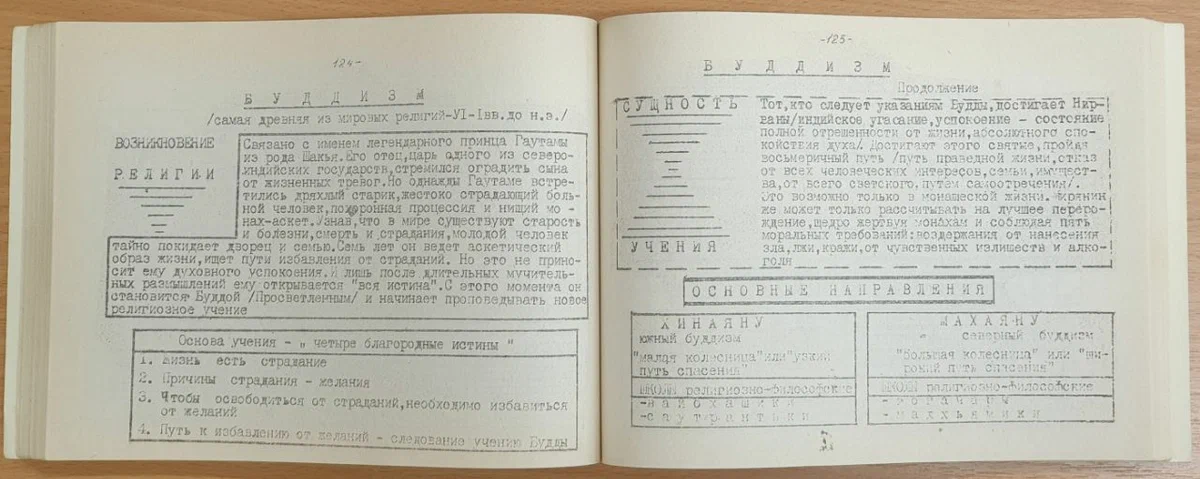 124-
БУДДИЗМ
/самая древняя из мировых религий-УІ-Івв.до н.э./
ВОЗНИКНОВЕНИЕ
РЕЛИГИИ
Связано с именем легендарного принца Гаутамы
из рода Шакья.Его отец,царь одного из северо-
индийских государств,стремился оградить сына
от жизненных тревог.Но однажды Гаутаме встре-
тились дряхлый старик,жестоко страдающий боль-
ной человек,похоронная процессия и нищий мо-
нах-аскет.Узнав,что в мире существуют старость
и болезни,смерть и страдания,молодой человек
тайно покидает дворец и семью.Семь лет он ведет аскетический
образ жизни,ищет пути избавления от страданий. Но это не прино-
сит ему духовного успокоения.И лишь после длительных мучитель-
ных размышлений ему открывается "вся истина".С этого момента он
становится Буддой /Просветленным/ и начинает проповедывать новое
религиозное учение
Основа учения - „ четыре благородные истины "
1. Жизнь есть страдание
2. Причины страдания - желания
3. Чтобы освободиться от страданий,необходимо избавиться
от желаний
4. Путь к избавлению от желаний - следование учению Будды
-125-
БУДДИЗМ
Продолжение
СУЩНОСТЬ
УЧЕНИЯ
Тот,кто следует указаниям Будды,достигает Нир-
ваны/индийское угасание,успокоение - состояние
полной отрешенности от жизни,абсолютного спо-
койствия духа/ Достигают этого святые,пройдя
восьмеричный путь /путь праведной жизни,отказ
от всех человеческих интересов,семьи,имущест-
ва,от всего светского,путем самоотречения/.
Это возможно только в монашеской жизни. Мирянин
же может только рассчитывать на лучшее переро-
ждение,щедро жертвуя монахам и соблюдая пять
моральных требований:воздержания от нанесения
зла,лжи,кражи,от чувственных излишеств и алко-
голя
ОСНОВНЫЕ НАПРАВЛЕНИЯ
ХИНАЯНУ
южный буддизм
"малая колесница"или"узкий
путь спасения"
школы религиозно-философские
-вайбхашики
-саутрантики
МАХАЯНУ
северный буддизм
"большая колесница" или "ши-
рокий путь спасения"
школы религиозно-философские
-йогачары
-мадхьямики